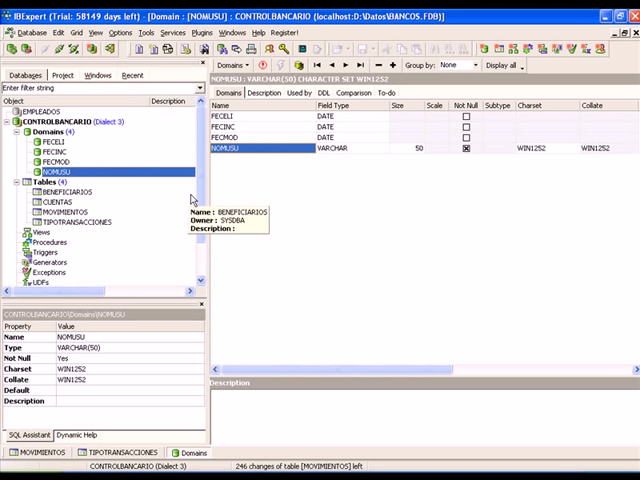 IBExpert (Trial: 58149 days left) - [Domain : [NOMUSU] : CONTROLBANCARIO (localhost:D:\Datos\BANCOS.FDB)]
Database Edit Grid View Options Tools Services Plugins Windows Help Register!
Databases Project Windows Recent
Enter filter string
Object Description
EMPLEADOS
CONTROLBANCARIO (Dialect 3)
Domains (4)
FECELI
FECINC
FECMOD
NOMUSU
Tables (4)
BENEFICIARIOS
CUENTAS
MOVIMIENTOS
TIPOTRANSACCIONES
Views
Procedures
Triggers
Generators
Exceptions
UDFs
Name : BENEFICIARIOS
Owner : SYSDBA
Description :
CONTROLBANCARIO\Domains\NOMUSU
Property Value
Name NOMUSU
Type VARCHAR(50)
Not Null Yes
Charset WIN1252
Collate WIN1252
Default
Description
SQL Assistant Dynamic Help
Domains Group by: None Display all
NOMUSU : VARCHAR(50) CHARACTER SET WIN1252
Domains Description Used by DDL Comparison To-do
Name Field Type Size Scale Not Null Subtype Charset Collate
FECELI DATE
FECINC DATE
FECMOD DATE
NOMUSU VARCHAR 50 WIN1252 WIN1252
Description
MOVIMIENTOS TIPOTRANSACCIONES Domains
CONTROLBANCARIO (Dialect 3) 246 changes of table [MOVIMIENTOS] left